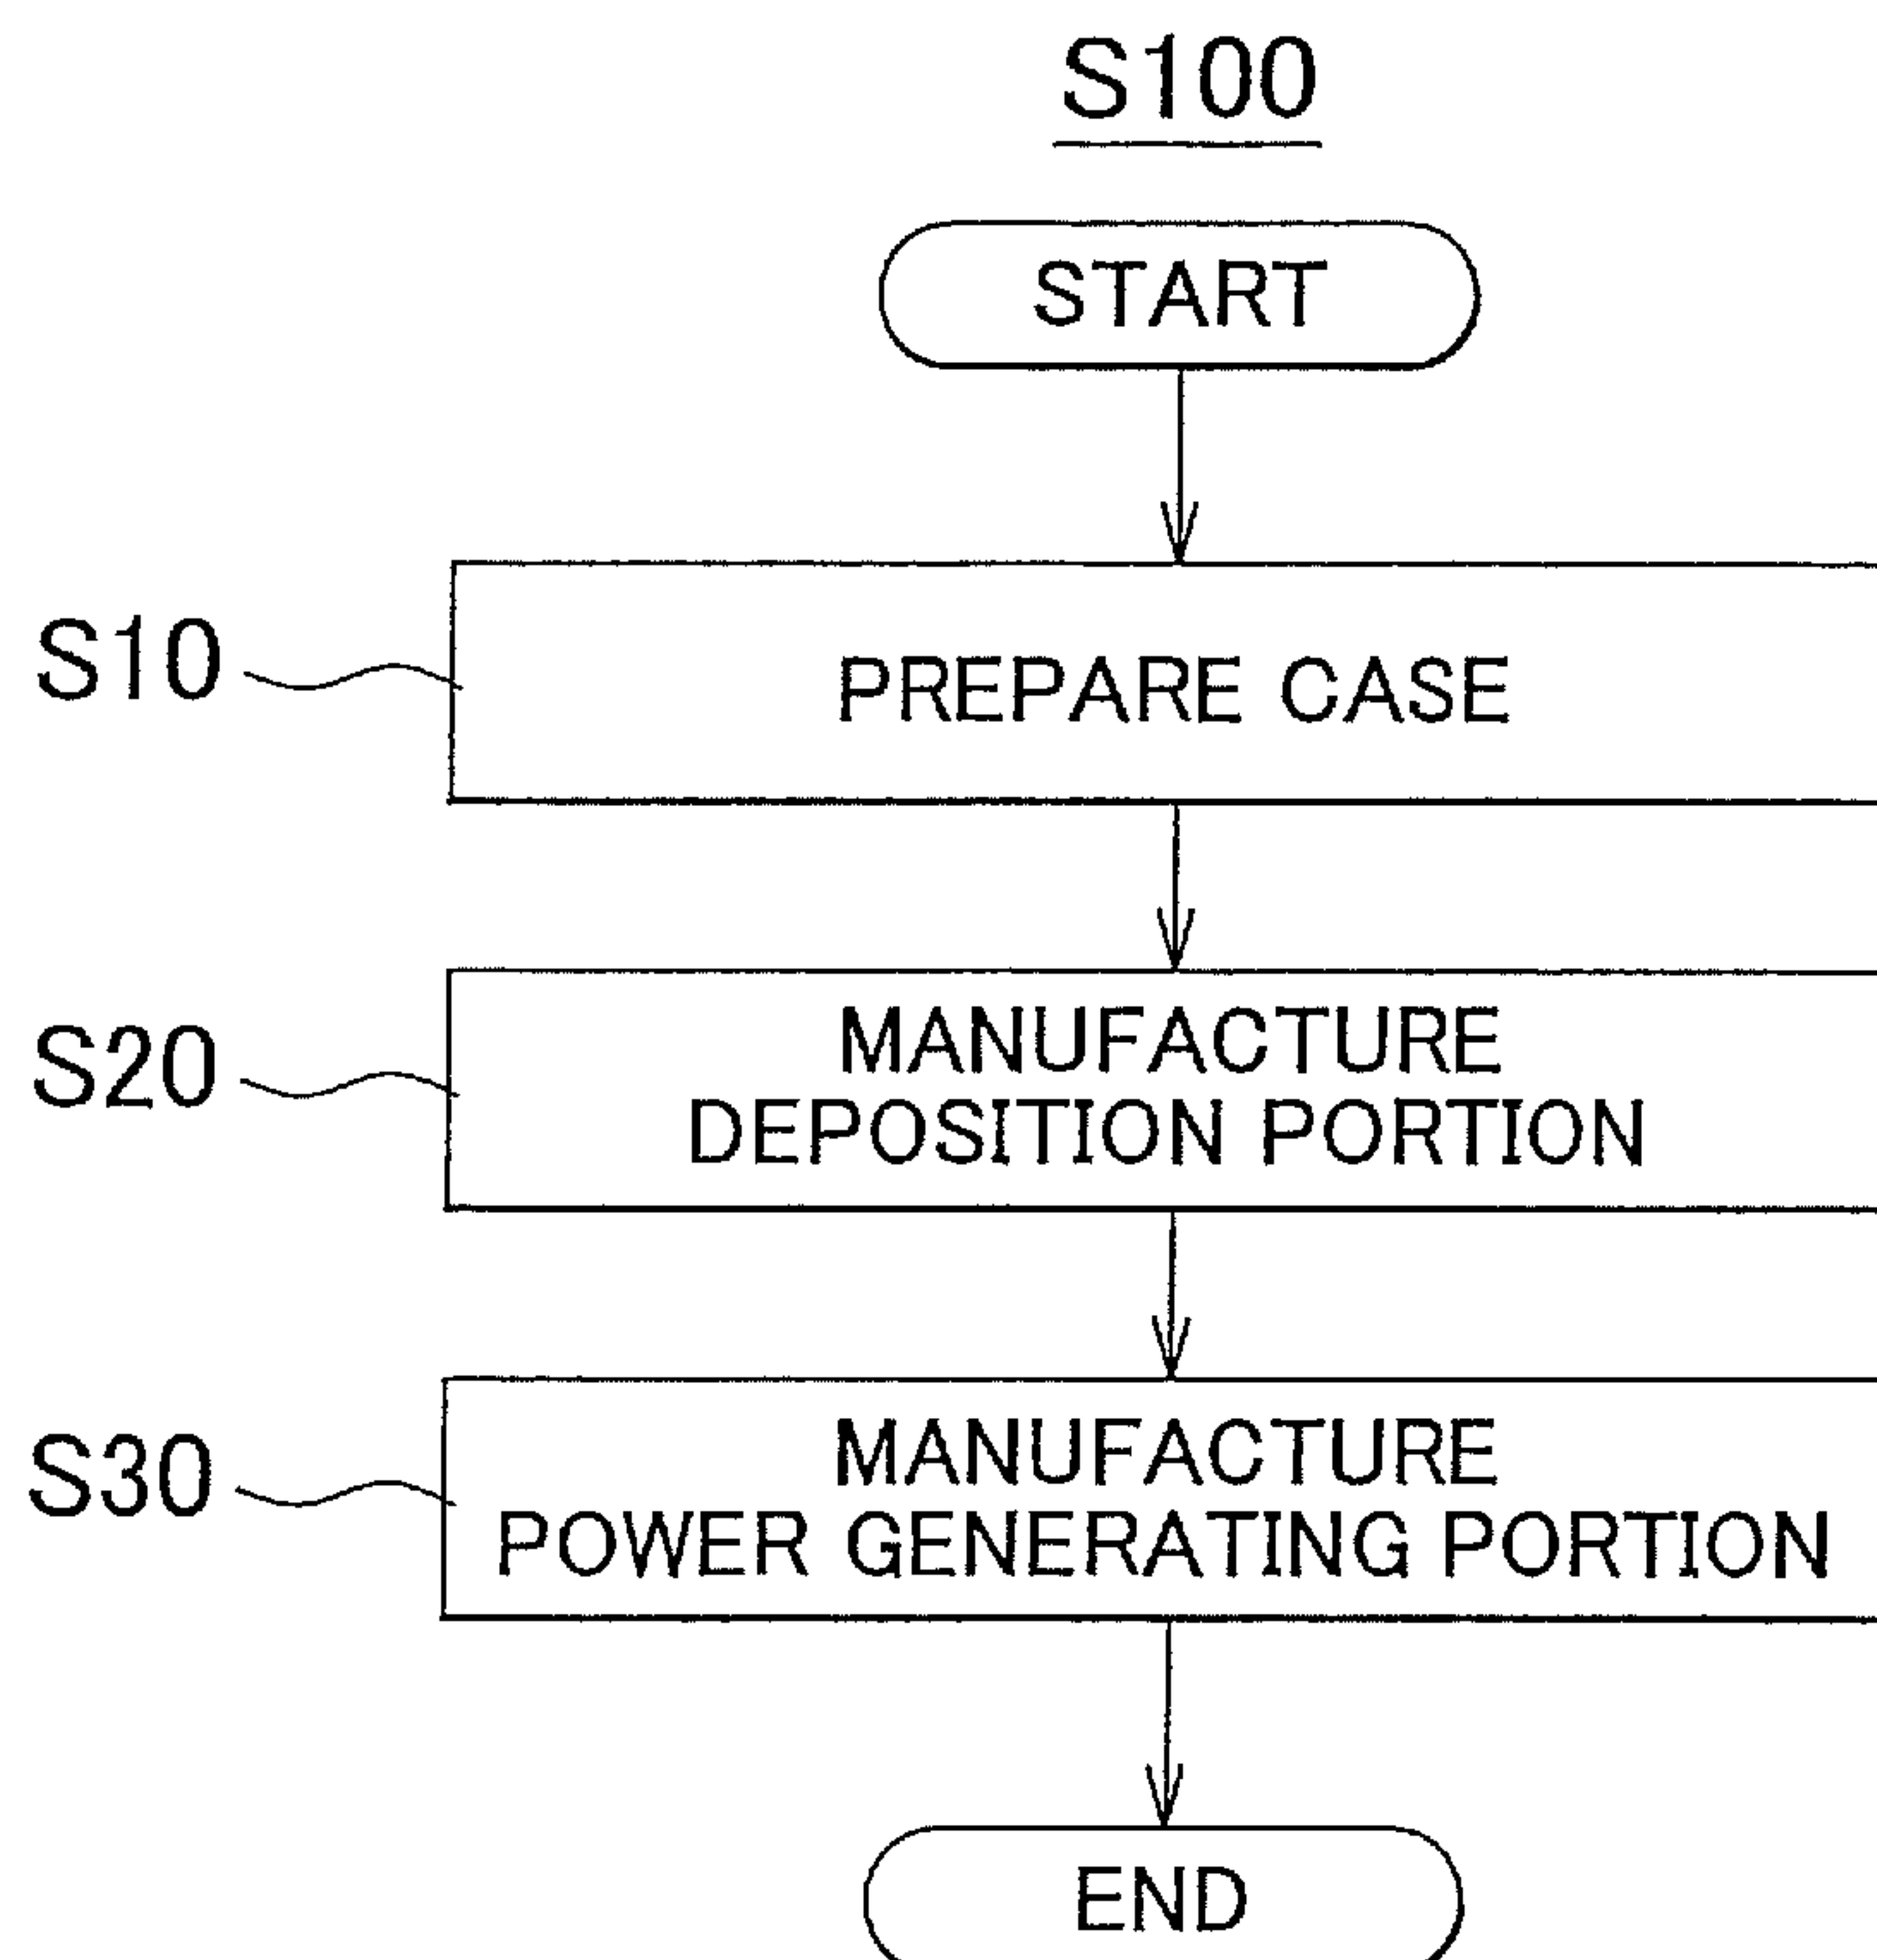 S100
START
S10
PREPARE CASE
S20
MANUFACTURE
DEPOSITION PORTION
S30
MANUFACTURE
POWER GENERATING PORTION
END